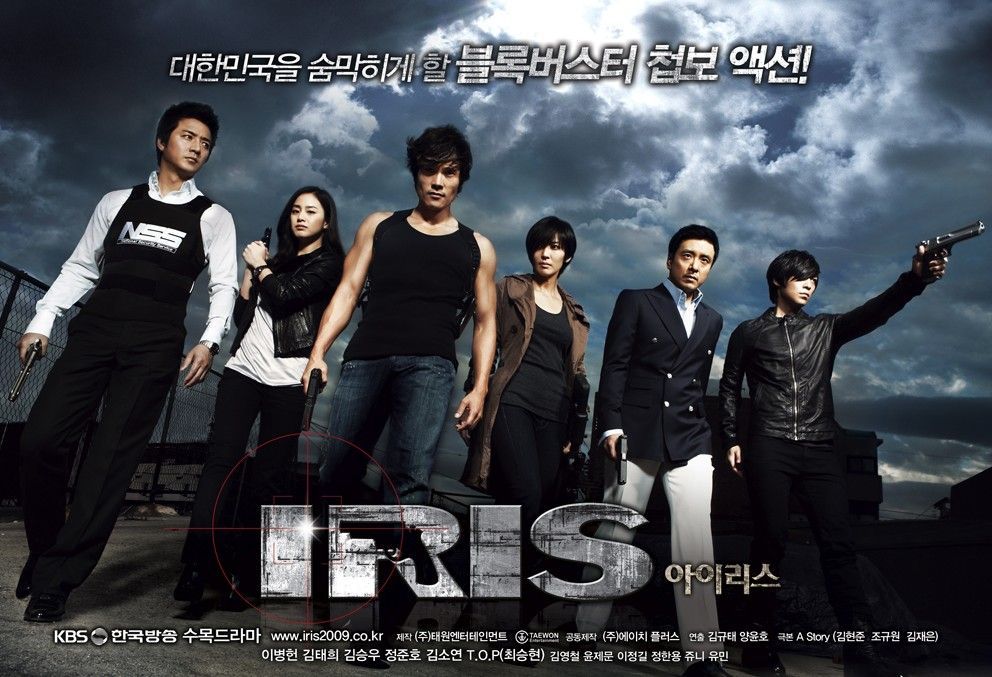 대한민국을 숨막히게 할 블록버스터 첩보 액션!
NSS
National Security Service
IRIS 아이리스
KBS 한국방송 수목드라마 www.iris2009.co.kr 제작 (주)태원엔터테인먼트 TAEWON Entertainment 공동제작 (주)에이치 플러스 연출 김규태 양윤호 극본 A Story (김현준 조규원 김재은)
이병헌 김태희 김승우 정준호 김소연 T.O.P(최승현) 김영철 윤제문 이정길 정한용 쥬니 유민